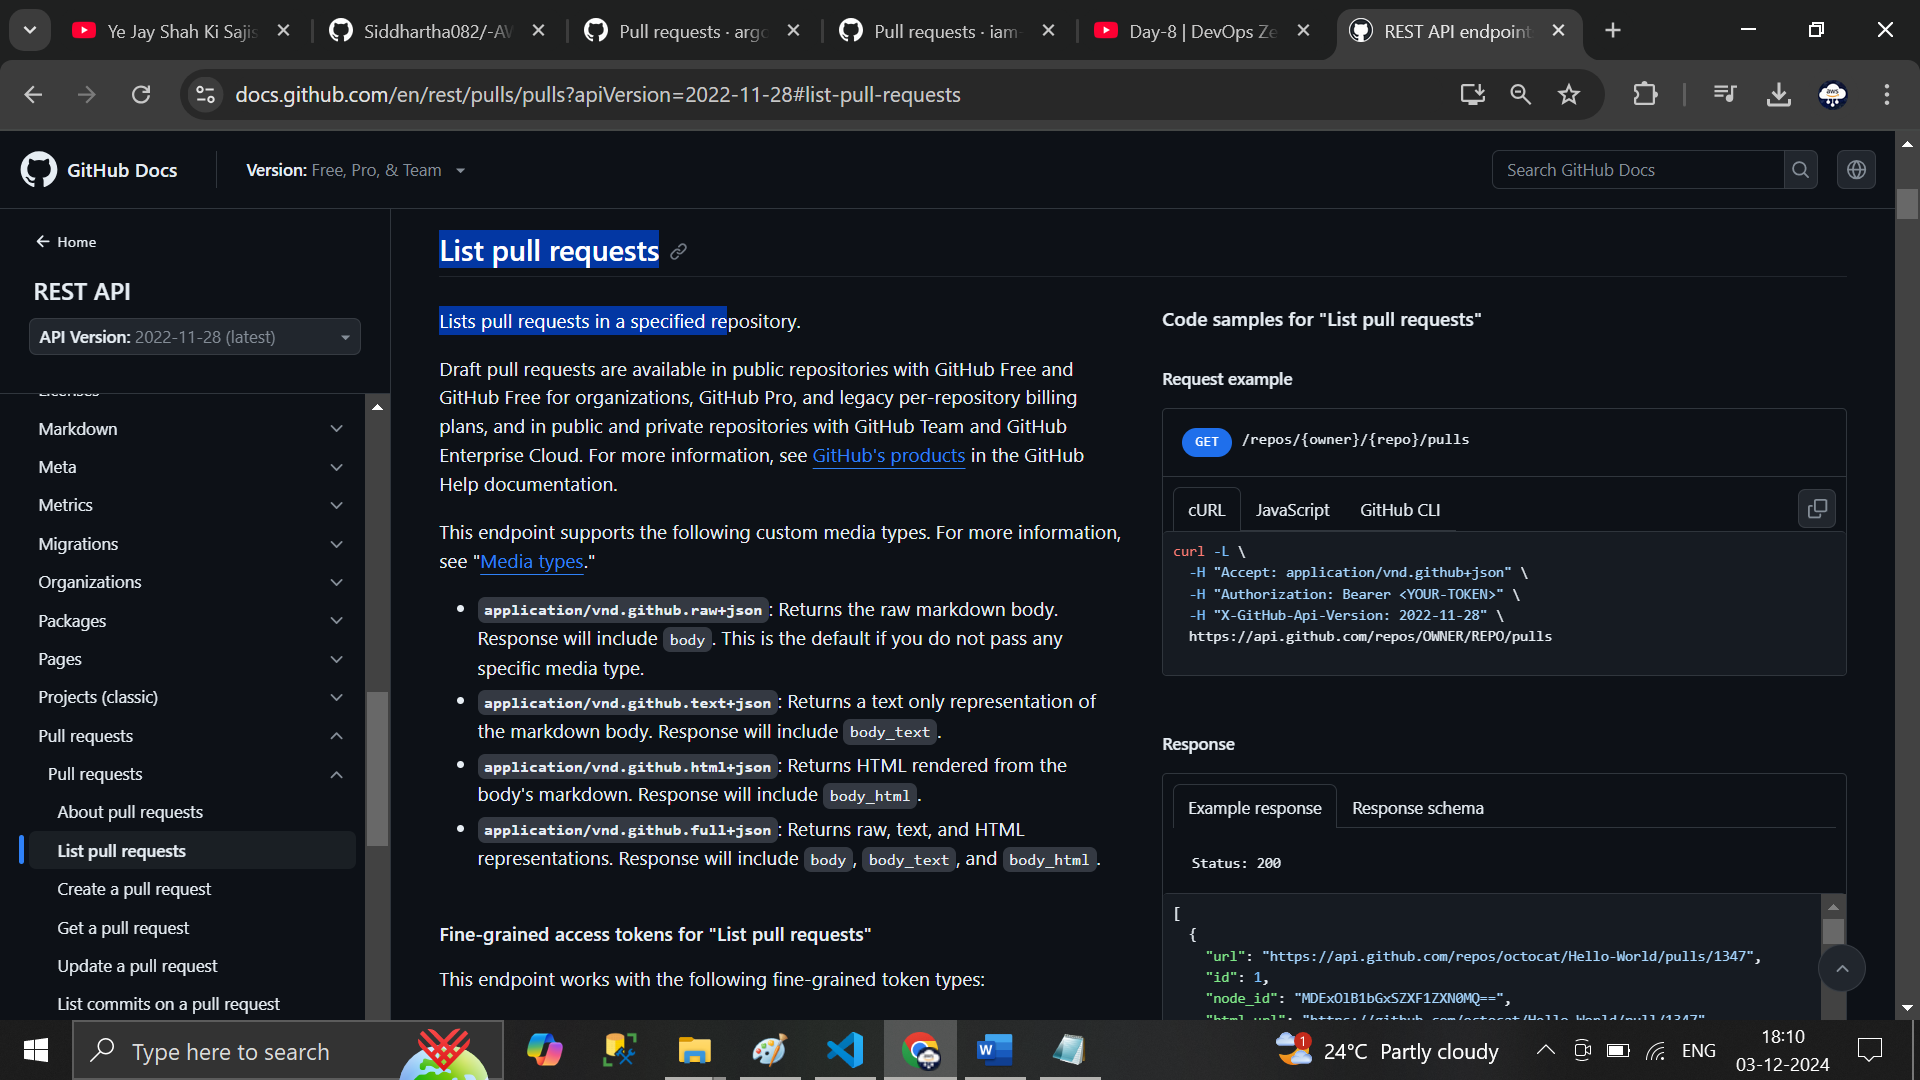 Ye Jay Shah Ki Sajis
Siddhartha082/-AW
Pull requests · argo
Pull requests · iam-
Day-8 | DevOps Ze
REST API endpoint
docs.github.com/en/rest/pulls/pulls?apiVersion=2022-11-28#list-pull-requests
GitHub Docs
Version: Free, Pro, & Team
Search GitHub Docs
Home
REST API
API Version: 2022-11-28 (latest)
Licenses
Markdown
Meta
Metrics
Migrations
Organizations
Packages
Pages
Projects (classic)
Pull requests
Pull requests
About pull requests
List pull requests
Create a pull request
Get a pull request
Update a pull request
List commits on a pull request
List pull requests
Lists pull requests in a specified repository.
Draft pull requests are available in public repositories with GitHub Free and
GitHub Free for organizations, GitHub Pro, and legacy per-repository billing
plans, and in public and private repositories with GitHub Team and GitHub
Enterprise Cloud. For more information, see GitHub's products in the GitHub
Help documentation.
This endpoint supports the following custom media types. For more information,
see "Media types."
application/vnd.github.raw+json: Returns the raw markdown body.
Response will include body. This is the default if you do not pass any
specific media type.
application/vnd.github.text+json: Returns a text only representation of
the markdown body. Response will include body_text.
application/vnd.github.html+json: Returns HTML rendered from the
body's markdown. Response will include body_html.
application/vnd.github.full+json: Returns raw, text, and HTML
representations. Response will include body, body_text, and body_html.
Fine-grained access tokens for "List pull requests"
This endpoint works with the following fine-grained token types:
Code samples for "List pull requests"
Request example
GET /repos/{owner}/{repo}/pulls
cURL JavaScript GitHub CLI
curl -L \
-H "Accept: application/vnd.github+json" \
-H "Authorization: Bearer <YOUR-TOKEN>" \
-H "X-GitHub-Api-Version: 2022-11-28" \
https://api.github.com/repos/OWNER/REPO/pulls
Response
Example response Response schema
Status: 200
[
{
"url": "https://api.github.com/repos/octocat/Hello-World/pulls/1347",
"id": 1,
"node_id": "MDExOlB1bGxSZXF1ZXN0MQ==",
"html_url": "https://github.com/octocat/Hello-World/pull/1347",
Type here to search
1
24°C Partly cloudy
ENG
18:10
03-12-2024